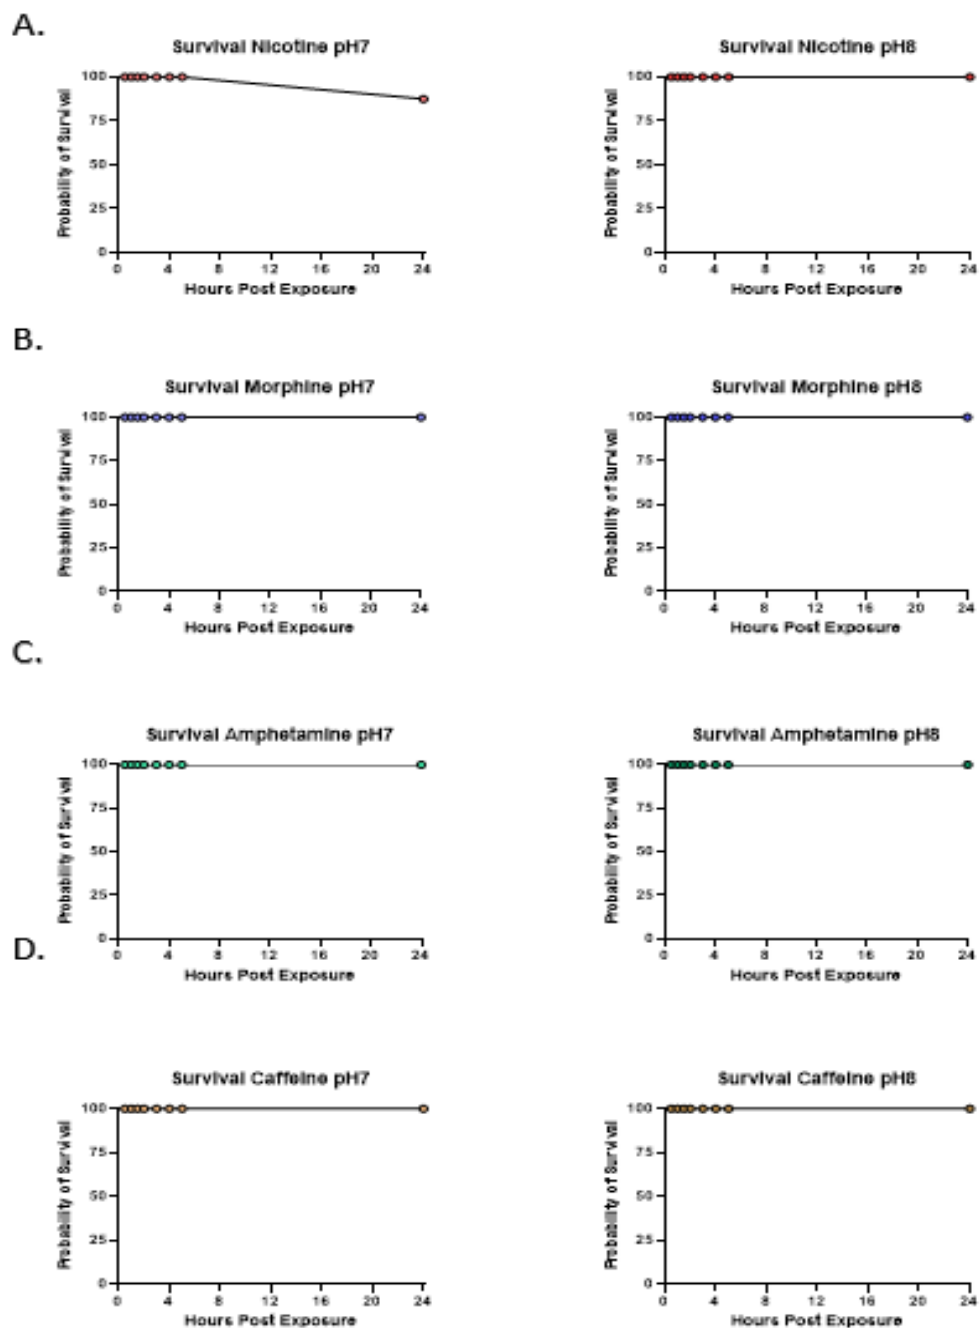 A.
Survival Nicotine pH7
Probability of Survival
100
75
50
25
0
0 4 8 12 16 20 24
Hours Post Exposure
Survival Nicotine pH8
Probability of Survival
100
75
50
25
0
0 4 8 12 16 20 24
Hours Post Exposure
B.
Survival Morphine pH7
Probability of Survival
100
75
50
25
0
0 4 8 12 16 20 24
Hours Post Exposure
Survival Morphine pH8
Probability of Survival
100
75
50
25
0
0 4 8 12 16 20 24
Hours Post Exposure
C.
Survival Amphetamine pH7
Probability of Survival
100
75
50
25
0
0 4 8 12 16 20 24
Hours Post Exposure
Survival Amphetamine pH8
Probability of Survival
100
75
50
25
0
0 4 8 12 16 20 24
Hours Post Exposure
D.
Survival Caffeine pH7
Probability of Survival
100
75
50
25
0
0 4 8 12 16 20 24
Hours Post Exposure
Survival Caffeine pH8
Probability of Survival
100
75
50
25
0
0 4 8 12 16 20 24
Hours Post Exposure